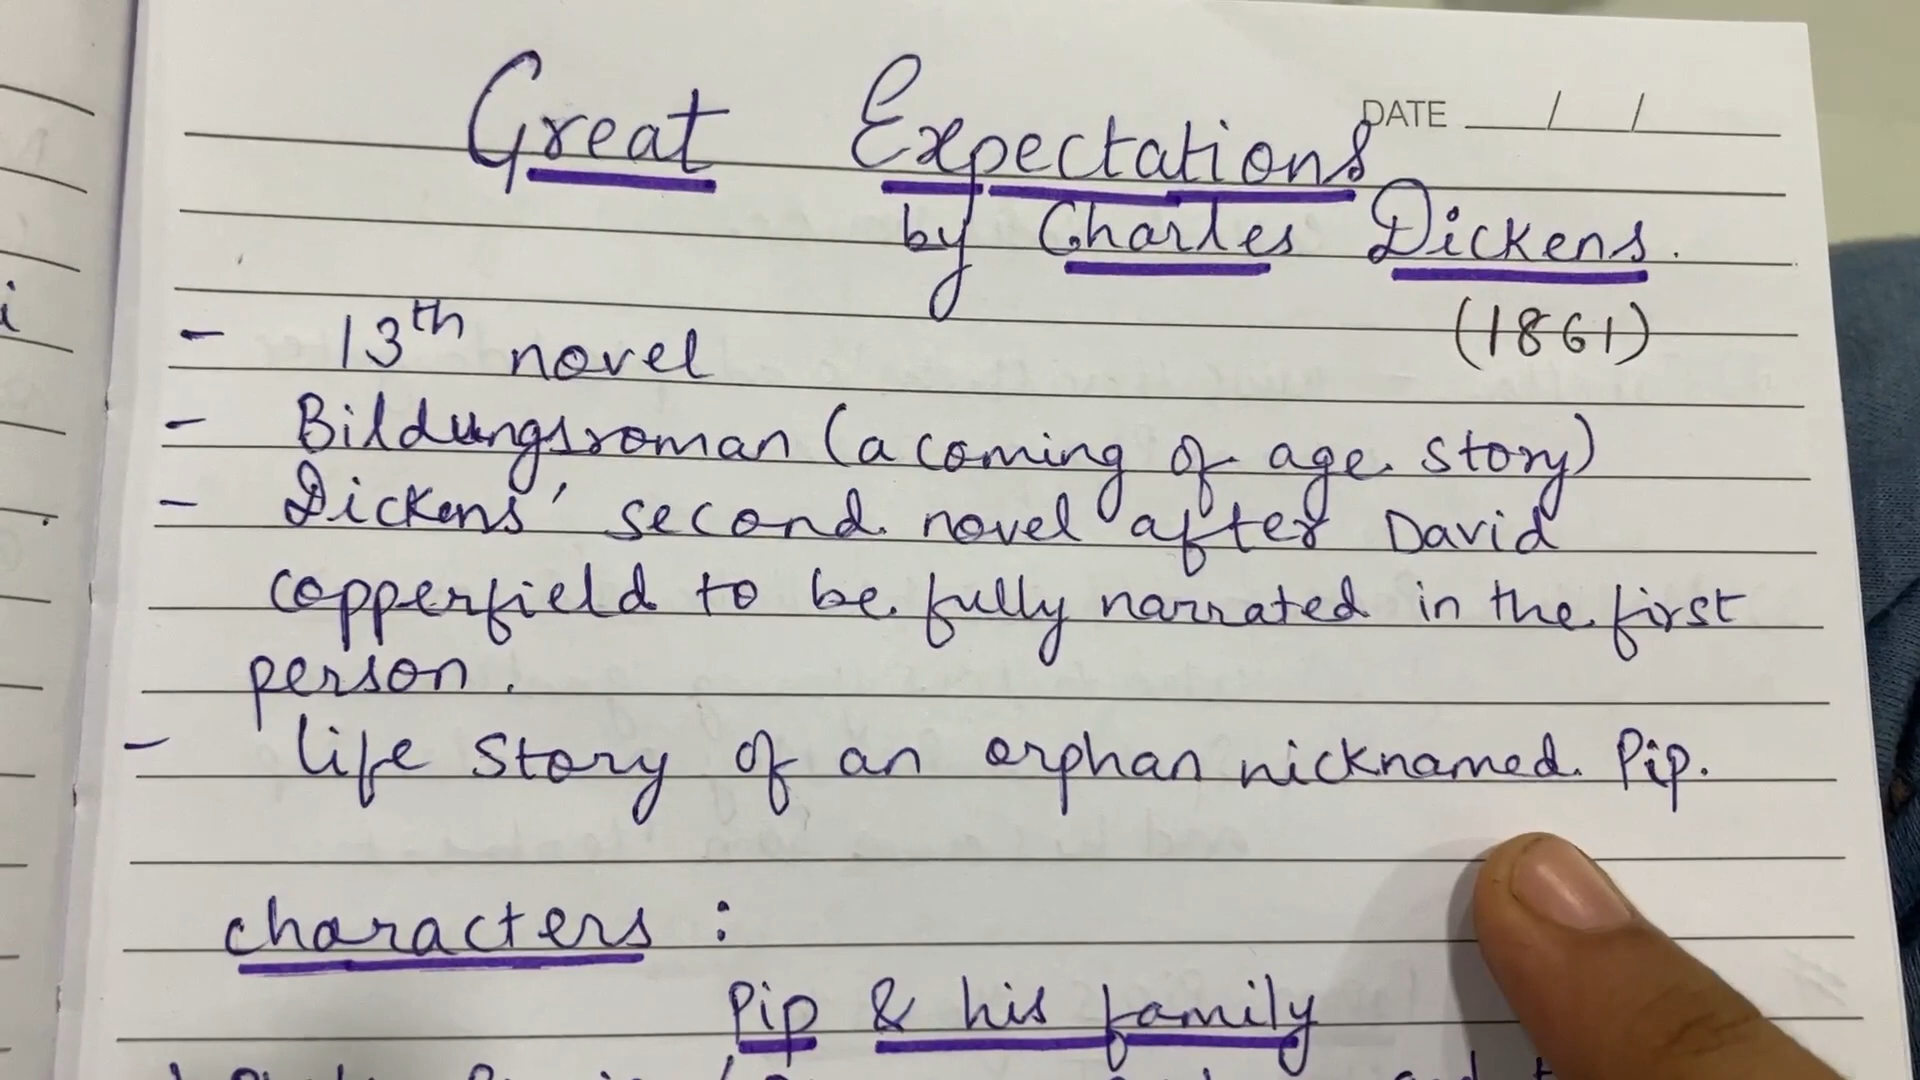 Great Expectations
DATE / /
by Charles Dickens.
(1861)
- 13th novel
- Bildungsroman (a coming of age story)
- Dickens' second novel after David
copperfield to be fully narrated in the first
person.
- life story of an orphan nicknamed Pip.
characters :
Pip & his family